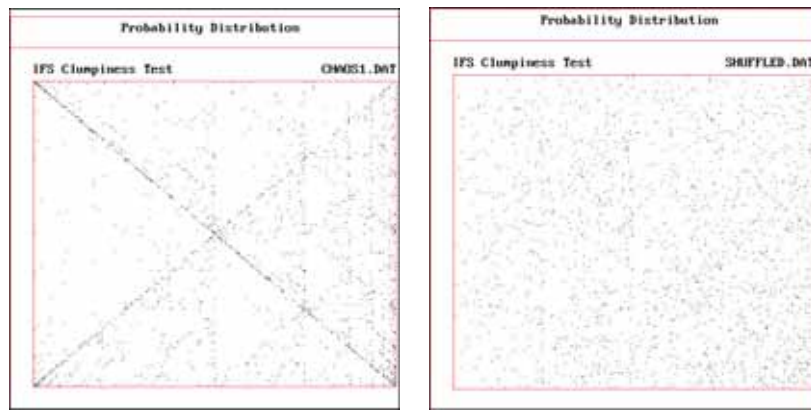 Probability Distribution
IFS Clumpiness Test CHAOS1.DAT
Probability Distribution
IFS Clumpiness Test SHUFFLED.DAT